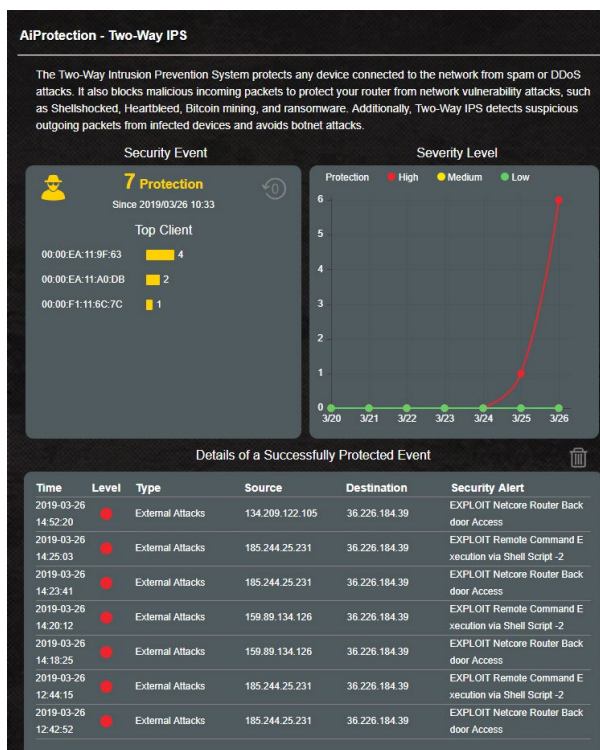 AiProtection - Two-Way IPS
The Two-Way Intrusion Prevention System protects any device connected to the network from spam or DDoS
attacks. It also blocks malicious incoming packets to protect your router from network vulnerability attacks, such
as Shellshocked, Heartbleed, Bitcoin mining, and ransomware. Additionally, Two-Way IPS detects suspicious
outgoing packets from infected devices and avoids botnet attacks.
Security Event
7 Protection
0
Since 2019/03/26 10:33
Top Client
00:00:EA:11:9F:63 4
00:00:EA:11:A0:DB 2
00:00:F1:11:6C:7C 1
Severity Level
Protection High Medium Low
6
5
4
3
2
1
0
3/20 3/21 3/22 3/23 3/24 3/25 3/26
Details of a Successfully Protected Event
Time Level Type Source Destination Security Alert
2019-03-26 EXPLOIT Netcore Router Back
External Attacks 134.209.122.105 36.226.184.39
14:52:20 door Access
2019-03-26 EXPLOIT Remote Command E
External Attacks 185.244.25.231 36.226.184.39
14:25:03 xecution via Shell Script -2
2019-03-26 EXPLOIT Netcore Router Back
External Attacks 185.244.25.231 36.226.184.39
14:23:41 door Access
2019-03-26 EXPLOIT Remote Command E
External Attacks 159.89.134.126 36.226.184.39
14:20:12 xecution via Shell Script -2
2019-03-26 EXPLOIT Netcore Router Back
External Attacks 159.89.134.126 36.226.184.39
14:18:25 door Access
2019-03-26 EXPLOIT Remote Command E
External Attacks 185.244.25.231 36.226.184.39
12:44:15 xecution via Shell Script -2
2019-03-26 EXPLOIT Netcore Router Back
External Attacks 185.244.25.231 36.226.184.39
12:42:52 door Access